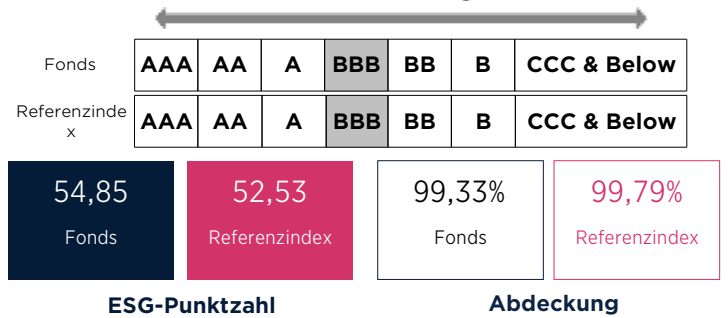 Fonds AAA AA A BBB BB B CCC & Below
Referenzinde
x AAA AA A BBB BB B CCC & Below
54,85 52,53 99,33% 99,79%
Fonds Referenzindex Fonds Referenzindex
ESG-Punktzahl Abdeckung